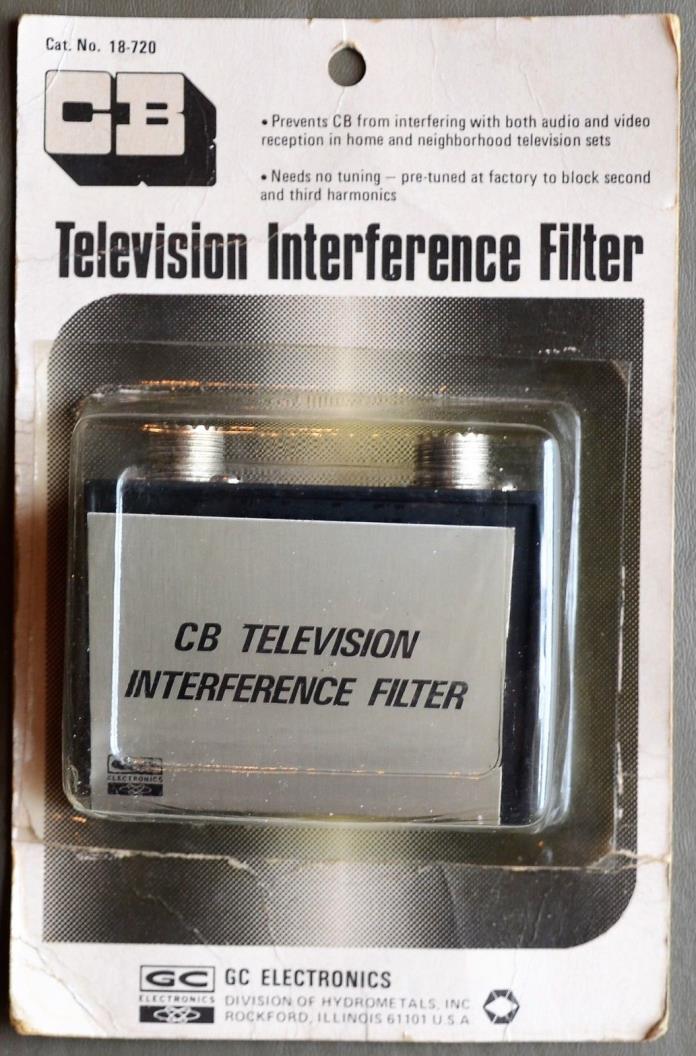 Cat. No. 18-720
CB
• Prevents CB from interfering with both audio and video
reception in home and neighborhood television sets
• Needs no tuning — pre-tuned at factory to block second
and third harmonics
Television Interference Filter
CB TELEVISION
INTERFERENCE FILTER
ELECTRONICS
GC
ELECTRONICS
GC ELECTRONICS
DIVISION OF HYDROMETALS, INC
ROCKFORD, ILLINOIS 61101 U.S.A.